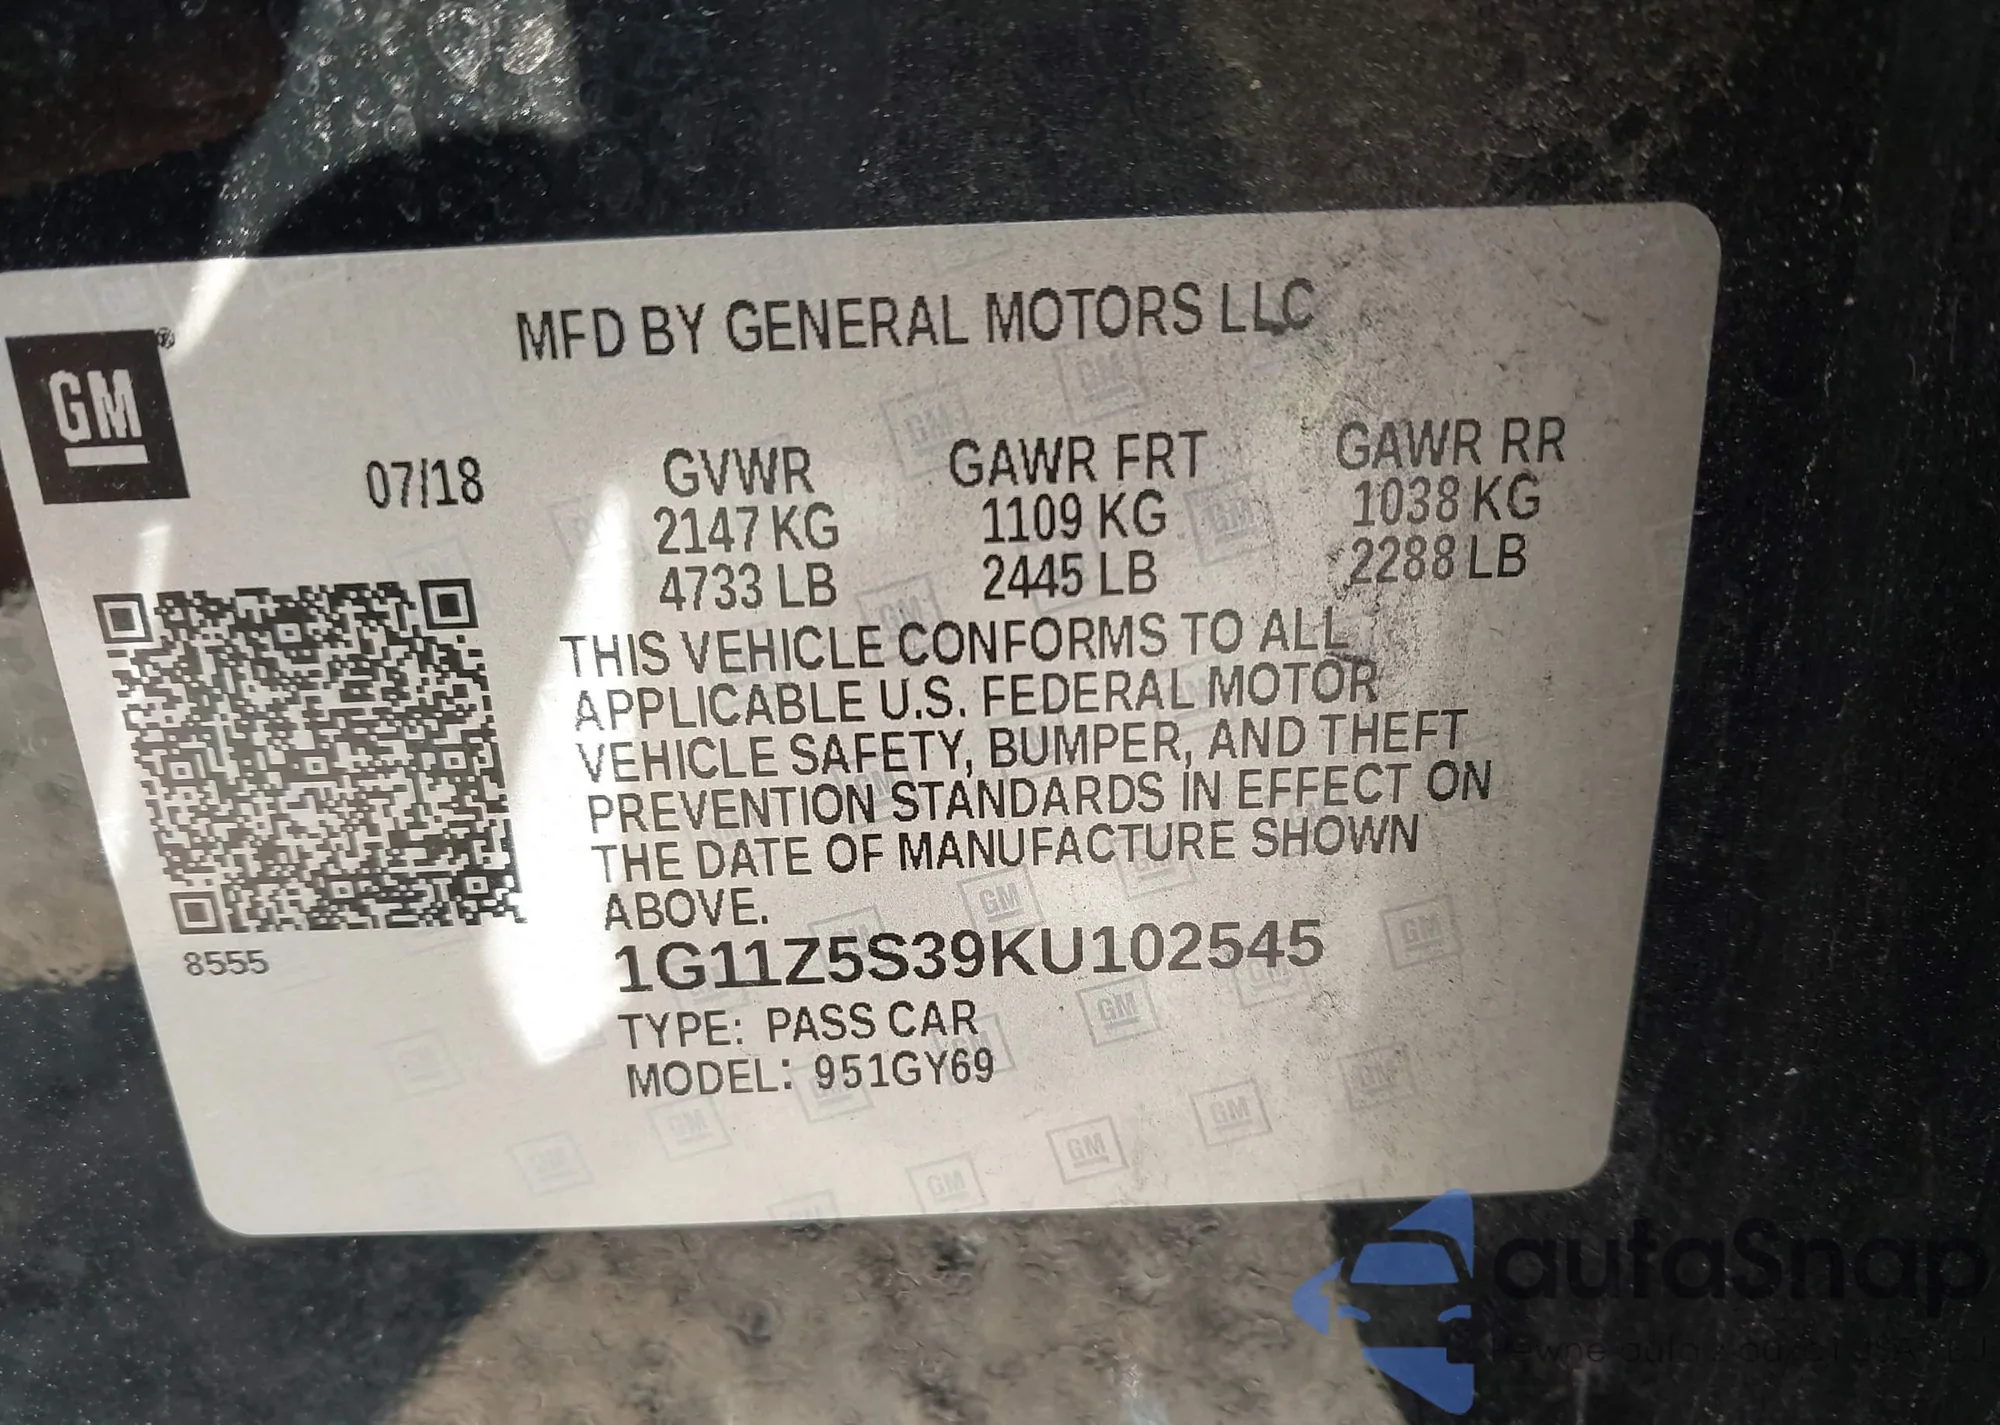 MFD BY GENERAL MOTORS LLC
GM
07/18
GVWR GAWR FRT GAWR RR
2147 KG 1109 KG 1038 KG
4733 LB 2445 LB 2288 LB
THIS VEHICLE CONFORMS TO ALL
APPLICABLE U.S. FEDERAL MOTOR
VEHICLE SAFETY, BUMPER, AND THEFT
PREVENTION STANDARDS IN EFFECT ON
THE DATE OF MANUFACTURE SHOWN
ABOVE.
8555
1G11Z5S39KU102545
TYPE: PASS CAR
MODEL: 951GY69
autaSnap